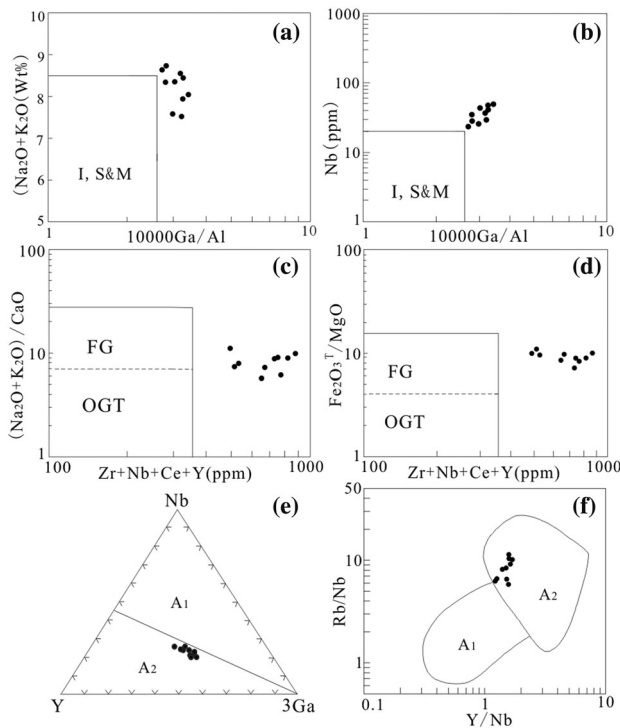 (a)
(Na₂O+K₂O(Wt%)
10
9
8
7
6
5
I, S&M
1
10
10000Ga/Al
(b)
Nb(ppm)
1000
100
10
1
I, S&M
1
10
10000Ga/Al
(c)
(Na₂O+K₂O)/CaO
100
10
1
FG
OGT
100
1000
Zr+Nb+Ce+Y(ppm)
(d)
Fe₂O₃ᵀ/MgO
100
10
1
FG
OGT
100
1000
Zr+Nb+Ce+Y(ppm)
(e)
Nb
A₁
A₂
Y
3Ga
(f)
Rb/Nb
50
10
1
A₂
A₁
0.1
1
10
Y/Nb